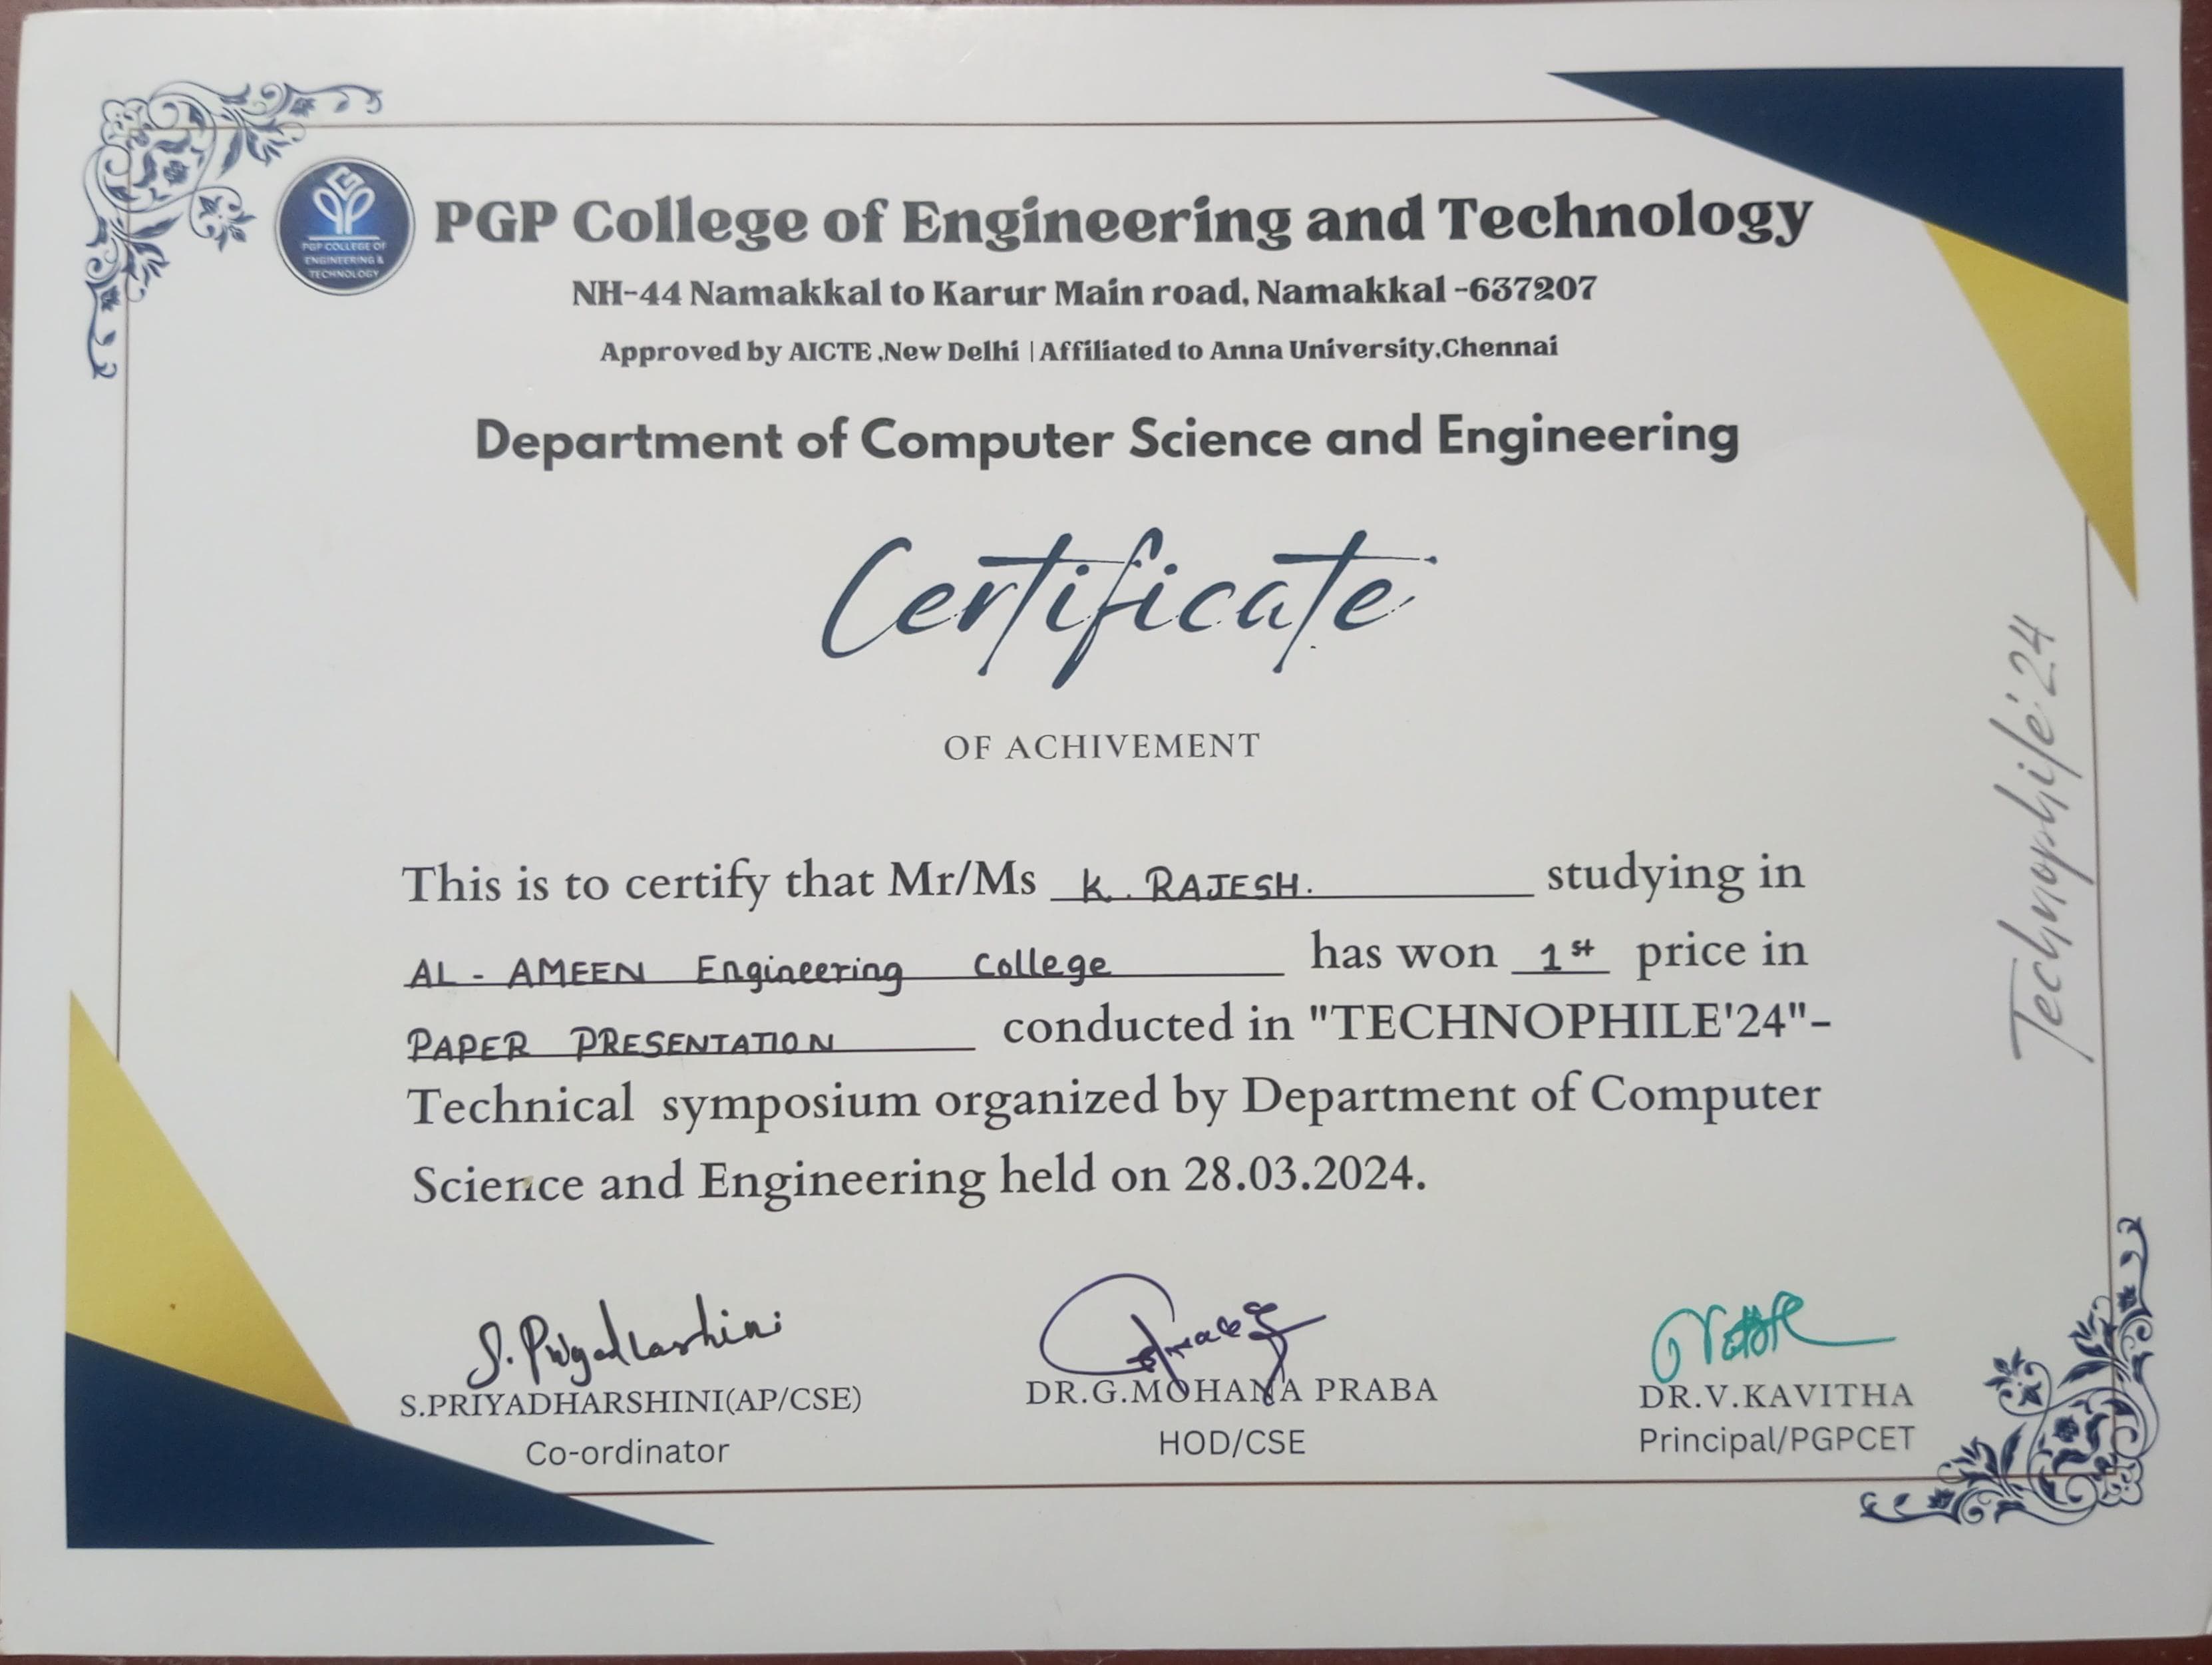 PGP COLLEGE OF
ENGINEERING &
TECHNOLOGY
PGP College of Engineering and Technology
NH-44 Namakkal to Karur Main road, Namakkal -637207
Approved by AICTE ,New Delhi | Affiliated to Anna University,Chennai
Department of Computer Science and Engineering
Certificate
OF ACHIVEMENT
This is to certify that Mr/Ms K. RAJESH. studying in
AL - AMEEN Engineering College has won 1st price in
PAPER PRESENTATION conducted in "TECHNOPHILE'24"-
Technical symposium organized by Department of Computer
Science and Engineering held on 28.03.2024.
Technophile'24
S. Priyadharshini
S.PRIYADHARSHINI(AP/CSE)
Co-ordinator
DR.G.MOHANA PRABA
HOD/CSE
DR.V.KAVITHA
Principal/PGPCET